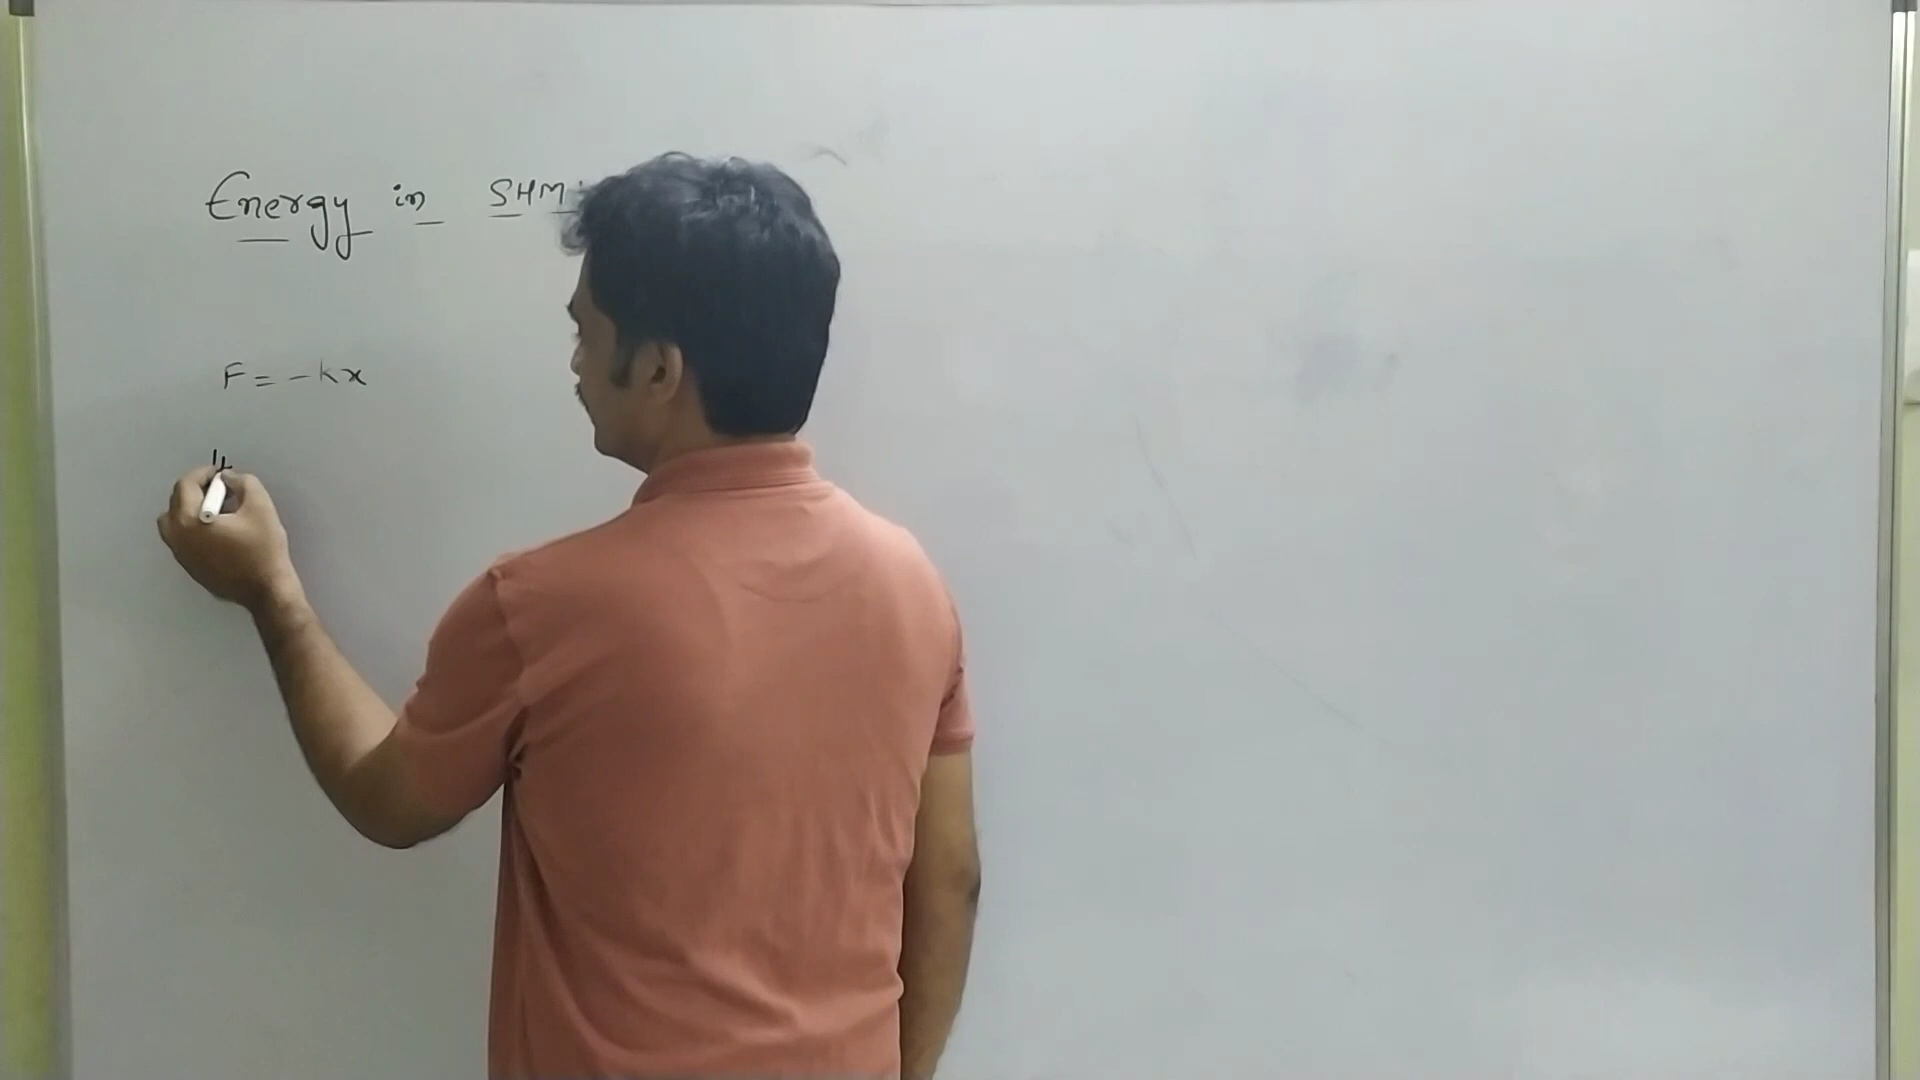 Energy in SHM:
F = -kx